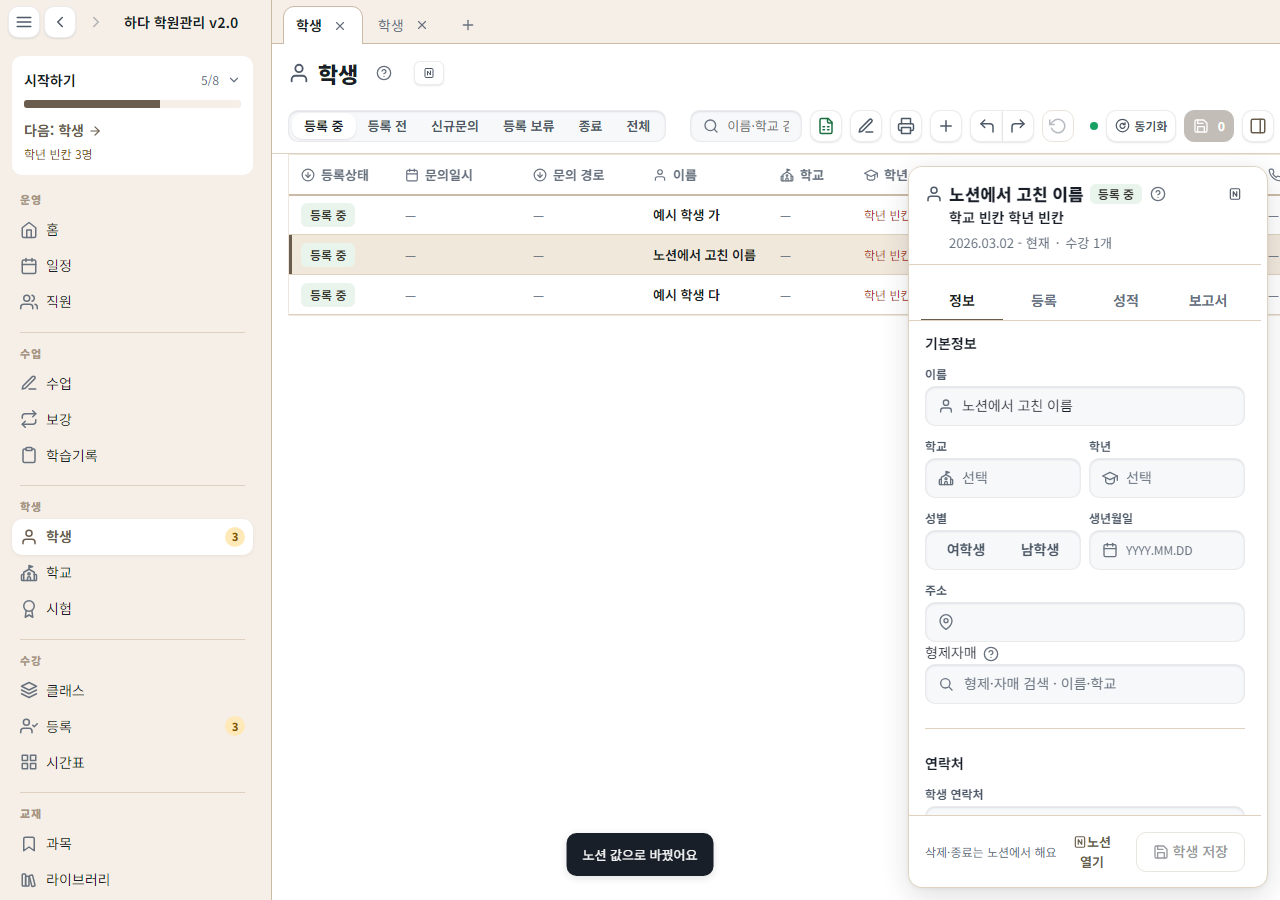 하다 학원관리 v2.0
시작하기 5/8
다음: 학생 →
학년 빈칸 3명
운영
홈
일정
직원
수업
수업
보강
학습기록
학생
학생 3
학교
시험
수강
클래스
등록 3
시간표
교재
과목
라이브러리
학생 학생
학생
등록 중 등록 전 신규문의 등록 보류 종료 전체
이름·학교 검
동기화 0
등록상태 문의일시 문의 경로 이름 학교 학년
등록 중 — — 예시 학생 가 — 학년 빈칸 —
등록 중 — — 노션에서 고친 이름 — 학년 빈칸 —
등록 중 — — 예시 학생 다 — 학년 빈칸 —
노션에서 고친 이름 등록 중
학교 빈칸 학년 빈칸
2026.03.02 - 현재 · 수강 1개
정보 등록 성적 보고서
기본정보
이름
노션에서 고친 이름
학교 학년
선택 선택
성별 생년월일
여학생 남학생 YYYY.MM.DD
주소
형제자매
형제·자매 검색 · 이름·학교
연락처
학생 연락처
삭제·종료는 노션에서 해요
노션
열기
학생 저장
노션 값으로 바꿨어요